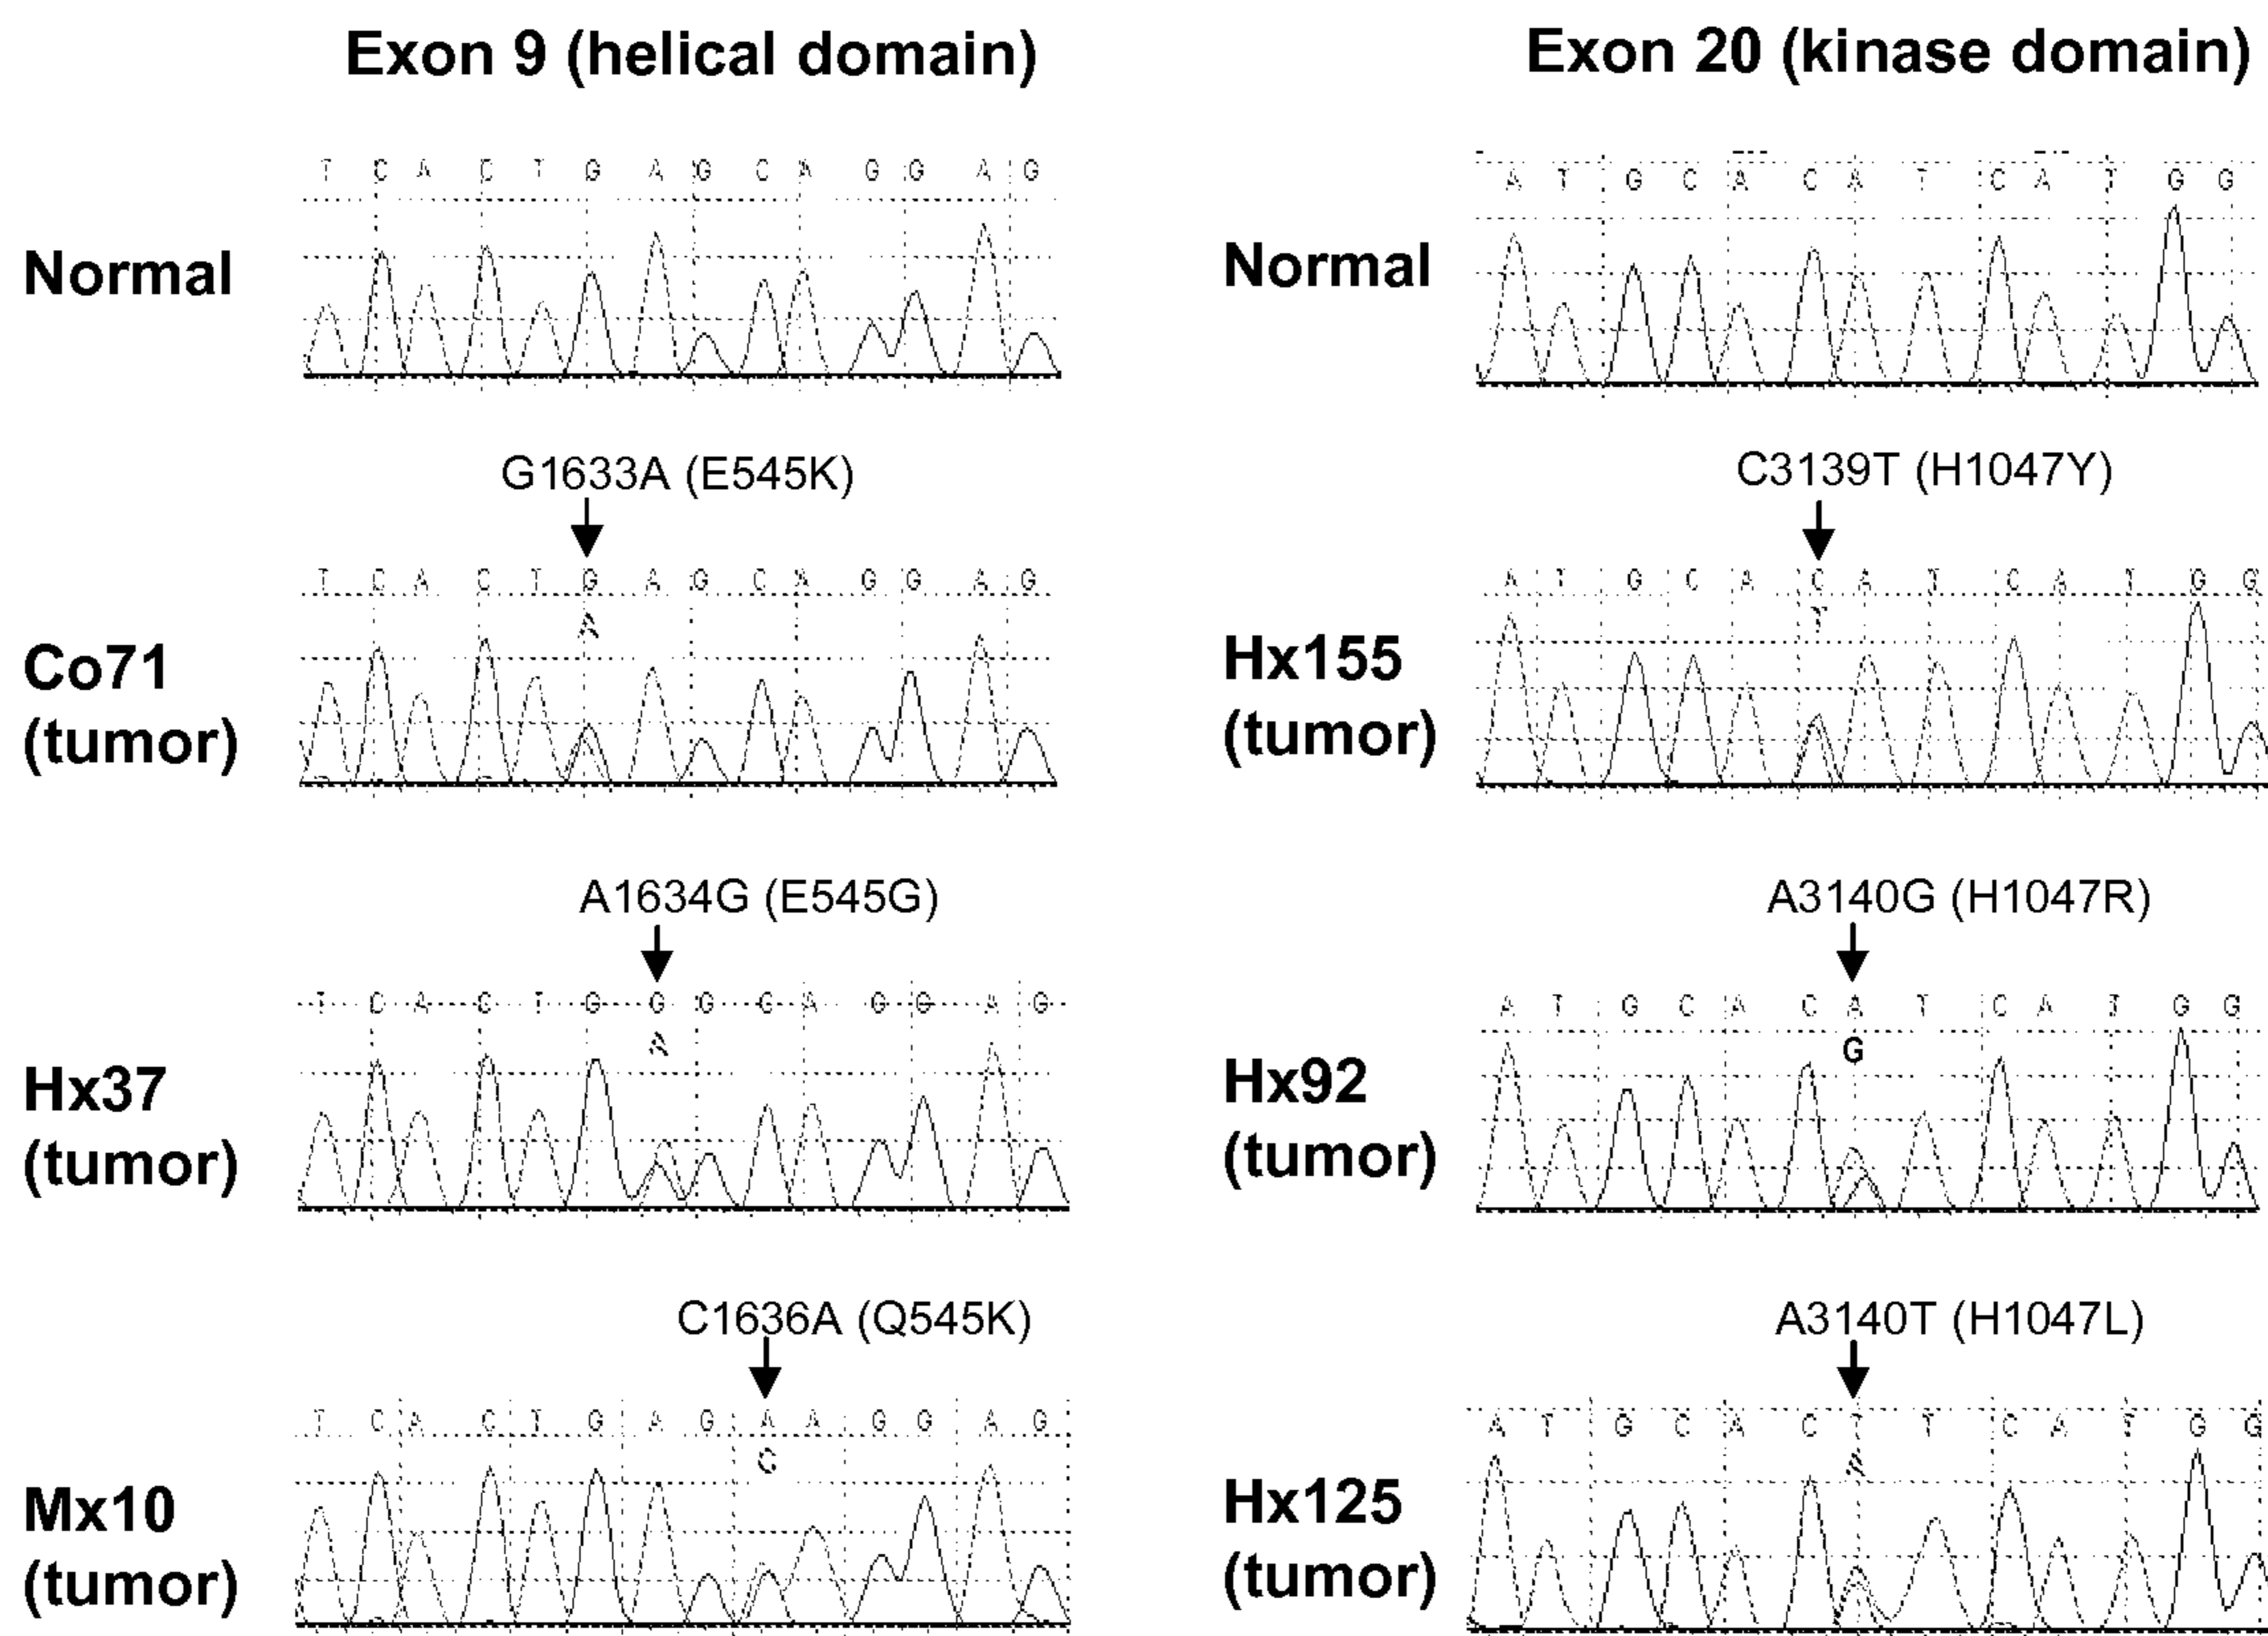 Exon 9 (helical domain)
T C A C T G A G C A G G A G
Normal
G1633A (E545K)
T C A C T G A G C A G G A G
A
Co71
(tumor)
A1634G (E545G)
T C A C T G G G C A G G A G
A
Hx37
(tumor)
C1636A (Q545K)
T C A C T G A G A A G G A G
C
Mx10
(tumor)
Exon 20 (kinase domain)
A T G C A C A T C A T G G
Normal
C3139T (H1047Y)
A T G C A C A T C A T G G
T
Hx155
(tumor)
A3140G (H1047R)
A T G C A C A T C A T G G
G
Hx92
(tumor)
A3140T (H1047L)
A T G C A C T T C A T G G
A
Hx125
(tumor)